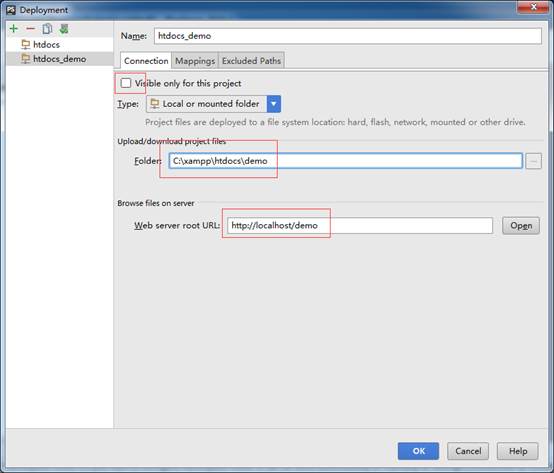 Deployment
htdocs
htdocs_demo
Name: htdocs_demo
Connection Mappings Excluded Paths
Visible only for this project
Type: Local or mounted folder
Project files are deployed to a file system location: hard, flash, network, mounted or other drive.
Upload/download project files
Folder: C:\xampp\htdocs\demo ...
Browse files on server
Web server root URL: http://localhost/demo Open
OK Cancel Help